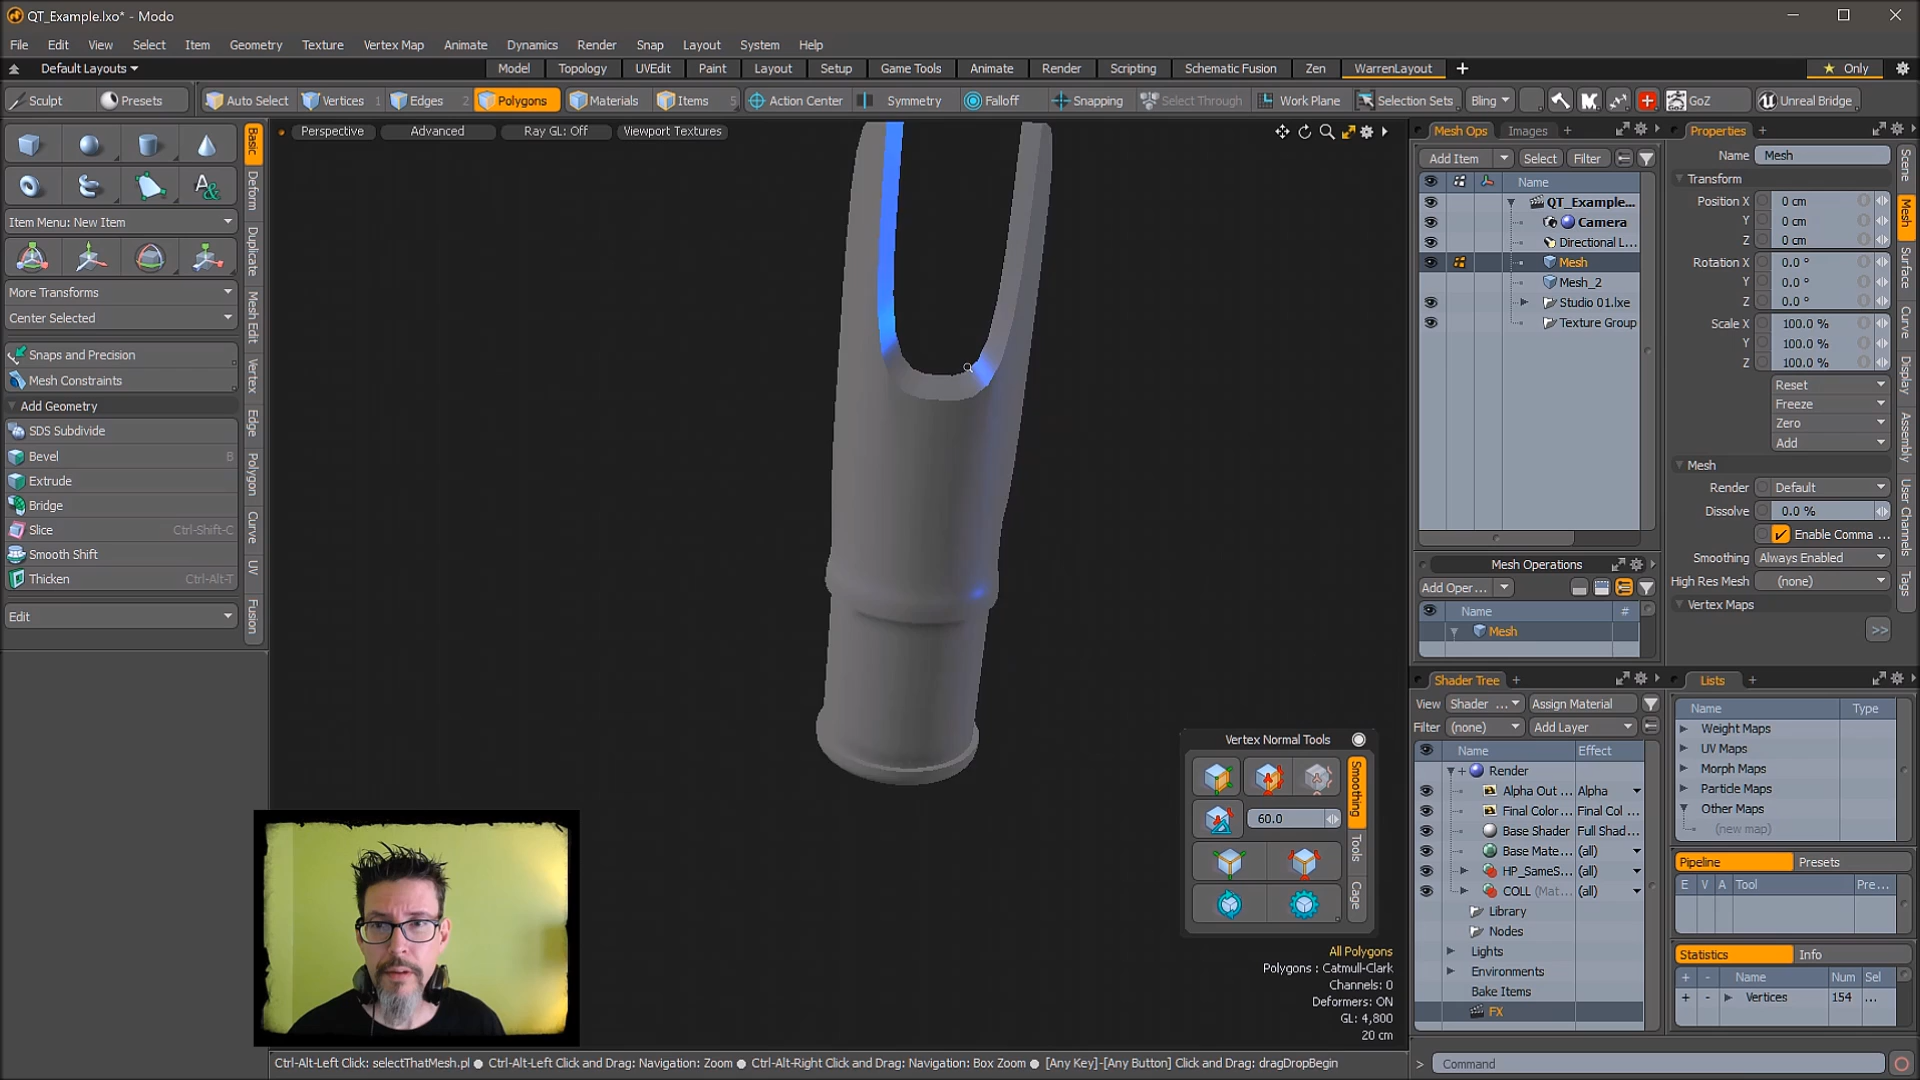 QT_Example.lxo* - Modo
File Edit View Select Item Geometry Texture Vertex Map Animate Dynamics Render Snap Layout System Help
Default Layouts Model Topology UVEdit Paint Layout Setup Game Tools Animate Render Scripting Schematic Fusion Zen WarrenLayout + Only
Sculpt Presets Auto Select Vertices 1 Edges 2 Polygons Materials Items 5 Action Center Symmetry Falloff Snapping Select Through Work Plane Selection Sets Bling GoZ Unreal Bridge
Perspective Advanced Ray GL: Off Viewport Textures
Item Menu: New Item
More Transforms
Center Selected
Snaps and Precision
Mesh Constraints
Add Geometry
SDS Subdivide
Bevel B
Extrude
Bridge
Slice Ctrl-Shift-C
Smooth Shift
Thicken Ctrl-Alt-T
Edit
Basic
Deform
Duplicate
Mesh Edit
Vertex
Edge
Polygon
Curve
UV
Fusion
Vertex Normal Tools
60.0
Smoothing
Tools
Cage
All Polygons
Polygons : Catmull-Clark
Channels: 0
Deformers: ON
GL: 4,800
20 cm
Ctrl-Alt-Left Click: selectThatMesh.pl ● Ctrl-Alt-Left Click and Drag: Navigation: Zoom ● Ctrl-Alt-Right Click and Drag: Navigation: Box Zoom ● [Any Key]-[Any Button] Click and Drag: dragDropBegin
Mesh Ops Images +
Add Item Select Filter
Name
QT_Example...
Camera
Directional L...
Mesh
Mesh_2
Studio 01.lxe
Texture Group
Mesh Operations
Add Oper...
Name #
Mesh
Shader Tree +
View Shader ... Assign Material
Filter (none) Add Layer
Name Effect
Render
Alpha Out ... Alpha
Final Color ... Final Col ...
Base Shader Full Shad...
Base Mate... (all)
HP_SameS... (all)
COLL (Mat... (all)
Library
Nodes
Lights
Environments
Bake Items
FX
Properties +
Name Mesh
Transform
Position X 0 cm
Y 0 cm
Z 0 cm
Rotation X 0.0 °
Y 0.0 °
Z 0.0 °
Scale X 100.0 %
Y 100.0 %
Z 100.0 %
Reset
Freeze
Zero
Add
Mesh
Render Default
Dissolve 0.0 %
Enable Comma ...
Smoothing Always Enabled
High Res Mesh (none)
Vertex Maps
>>
Scene
Mesh
Surface
Curve
Display
Assembly
User Channels
Tags
Lists +
Name Type
Weight Maps
UV Maps
Morph Maps
Particle Maps
Other Maps
(new map)
Pipeline Presets
E V A Tool Pre...
Statistics Info
+ - Name Num Sel
+ - Vertices 154 ...
> Command